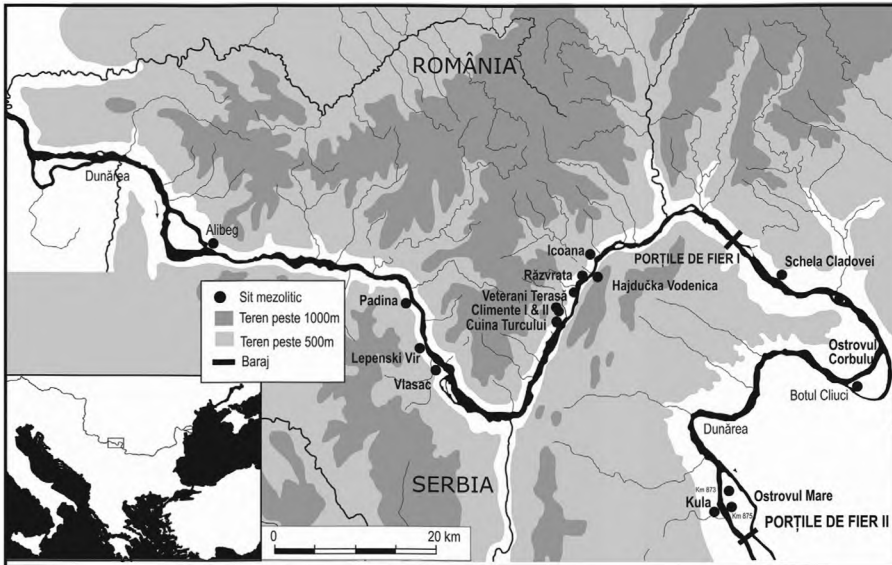 ROMÂNIA
Dunărea
Alibeg
Icoana
PORȚILE DE FIER I
Schela Cladovei
Răzvrata
Hajdučka Vodenica
Veterani Terasă
Climente I & II
Cuina Turcului
Padina
Lepenski Vir
Vlasac
Sit mezolitic
Teren peste 1000m
Teren peste 500m
Baraj
Ostrovul
Corbului
Botul Cliuci
Dunărea
SERBIA
Km 873
Ostrovul Mare
Kula
Km 875
PORȚILE DE FIER II
0 20 km